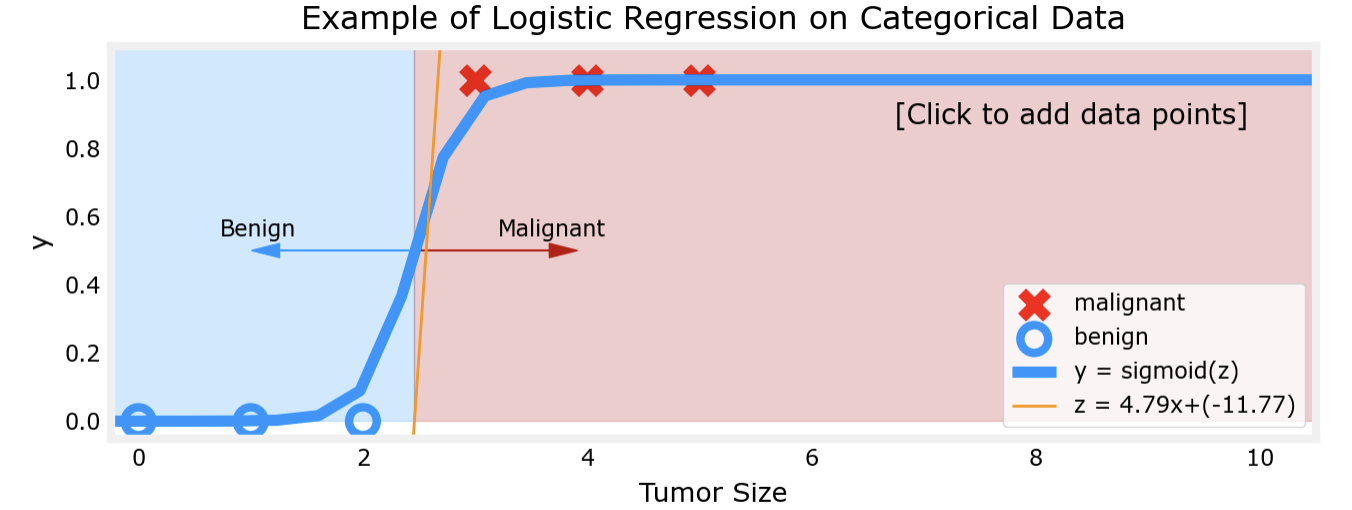 Example of Logistic Regression on Categorical Data
1.0
[Click to add data points]
0.8
0.6
Benign
Malignant
y
0.4
malignant
benign
0.2
y = sigmoid(z)
z = 4.79x+(-11.77)
0.0
0 2 4 6 8 10
Tumor Size